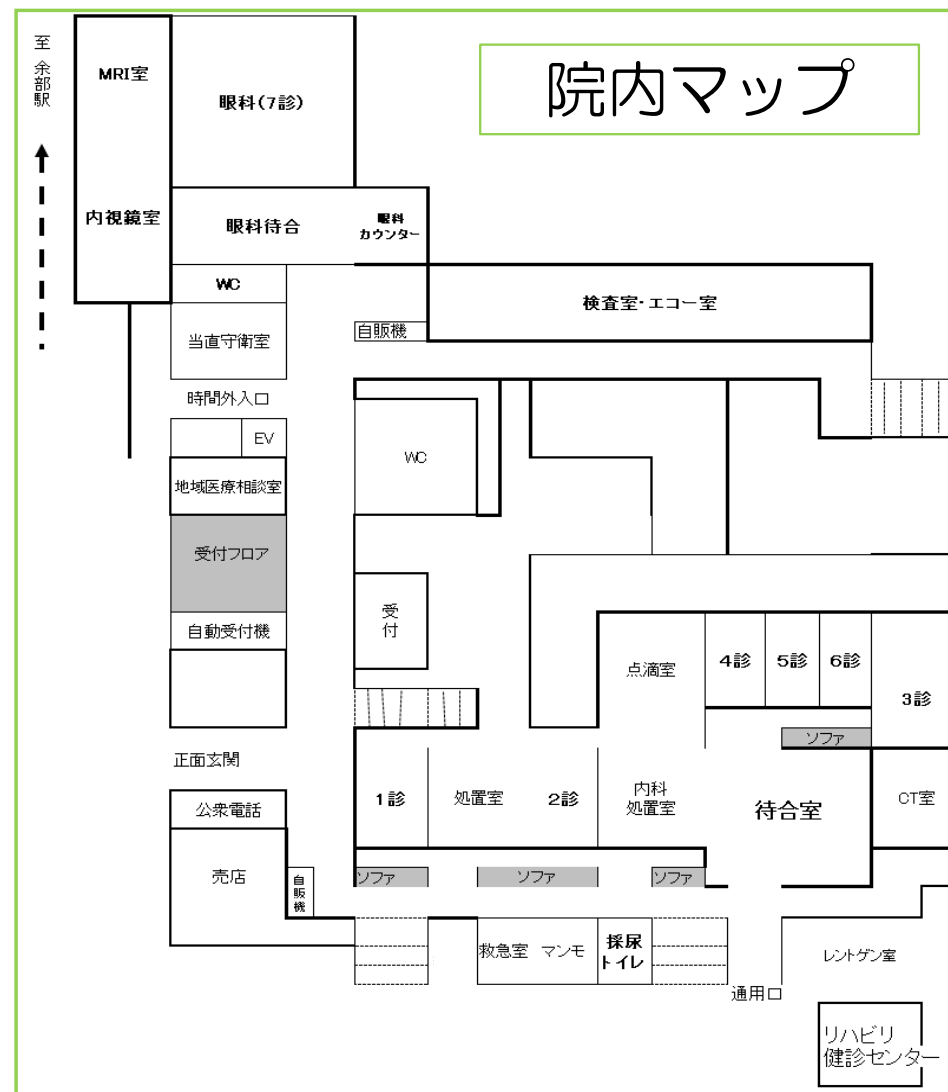 院内マップ
至 余部駅
MRI室
眼科(7診)
内視鏡室
眼科待合
眼科
カウンター
WC
検査室・エコー室
当直守衛室
自販機
時間外入口
EV
WC
地域医療相談室
受付フロア
受付
自動受付機
点滴室
4診
5診
6診
3診
ソファ
正面玄関
1診
処置室
2診
内科
処置室
待合室
CT室
公衆電話
売店
自販機
ソファ
ソファ
ソファ
救急室
マンモ
採尿
トイレ
レントゲン室
通用口
リハビリ
健診センター